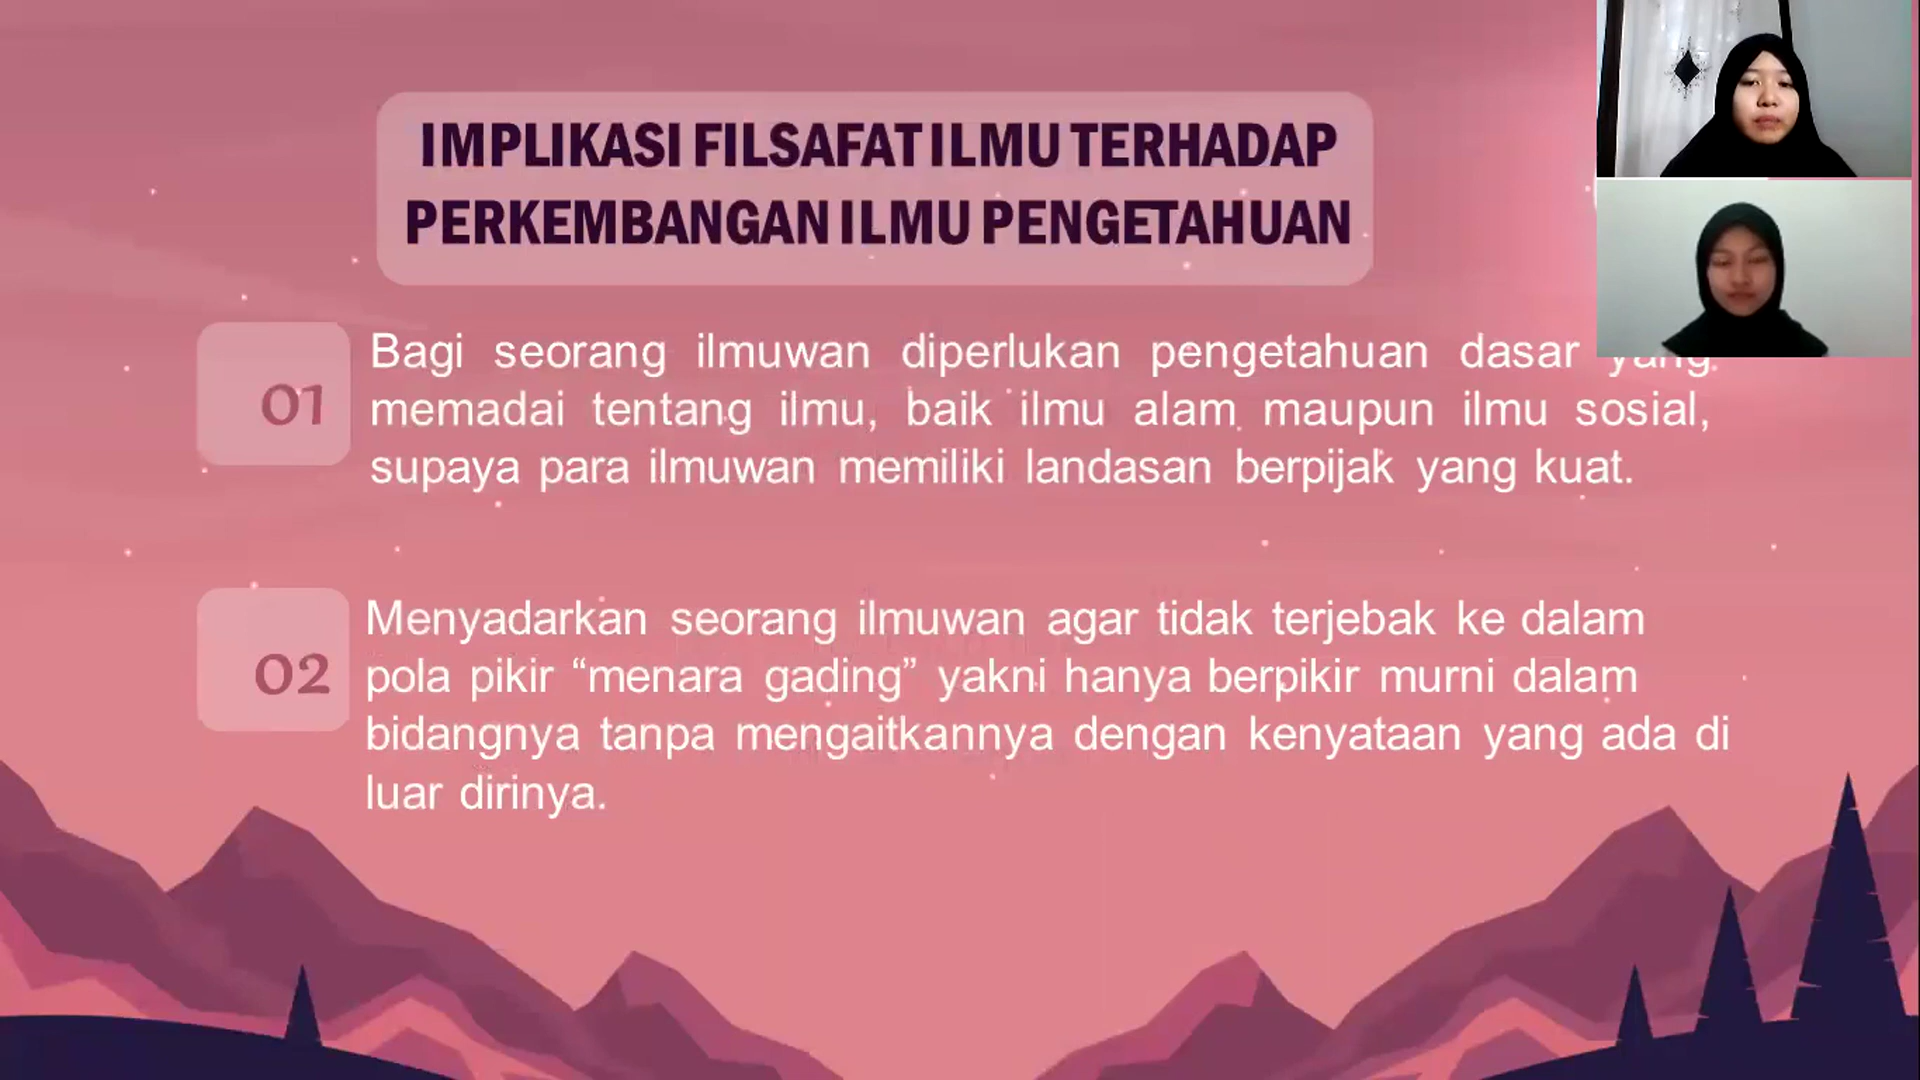 IMPLIKASI FILSAFAT ILMU TERHADAP
PERKEMBANGAN ILMU PENGETAHUAN
01
Bagi seorang ilmuwan diperlukan pengetahuan dasar yang
memadai tentang ilmu, baik ilmu alam maupun ilmu sosial,
supaya para ilmuwan memiliki landasan berpijak yang kuat.
02
Menyadarkan seorang ilmuwan agar tidak terjebak ke dalam
pola pikir “menara gading” yakni hanya berpikir murni dalam
bidangnya tanpa mengaitkannya dengan kenyataan yang ada di
luar dirinya.